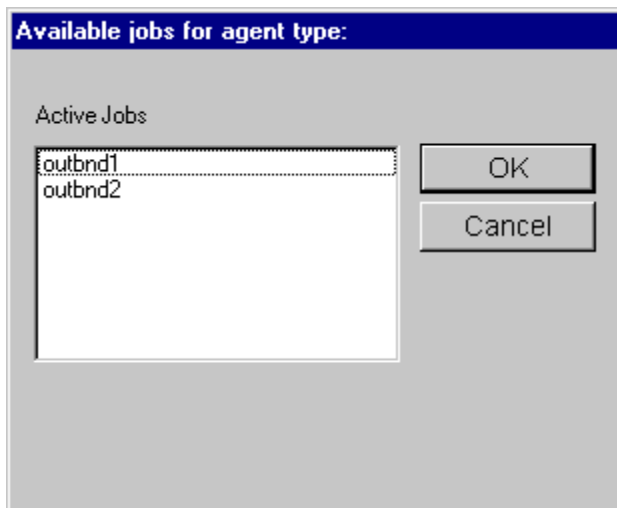 Available jobs for agent type:
Active Jobs
outbnd1
outbnd2
OK
Cancel